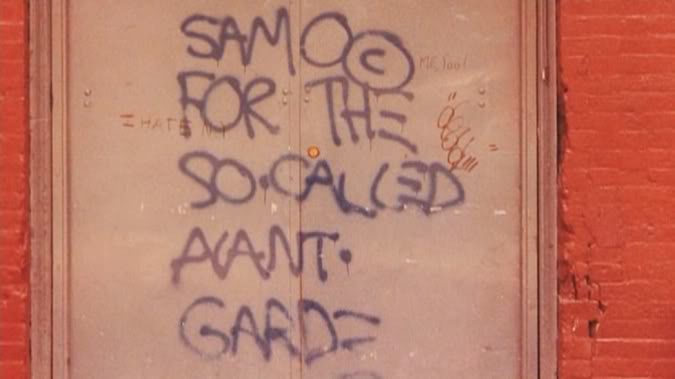 SAMO©
FOR THE
SO-CALLED
AVANT-
GARDE